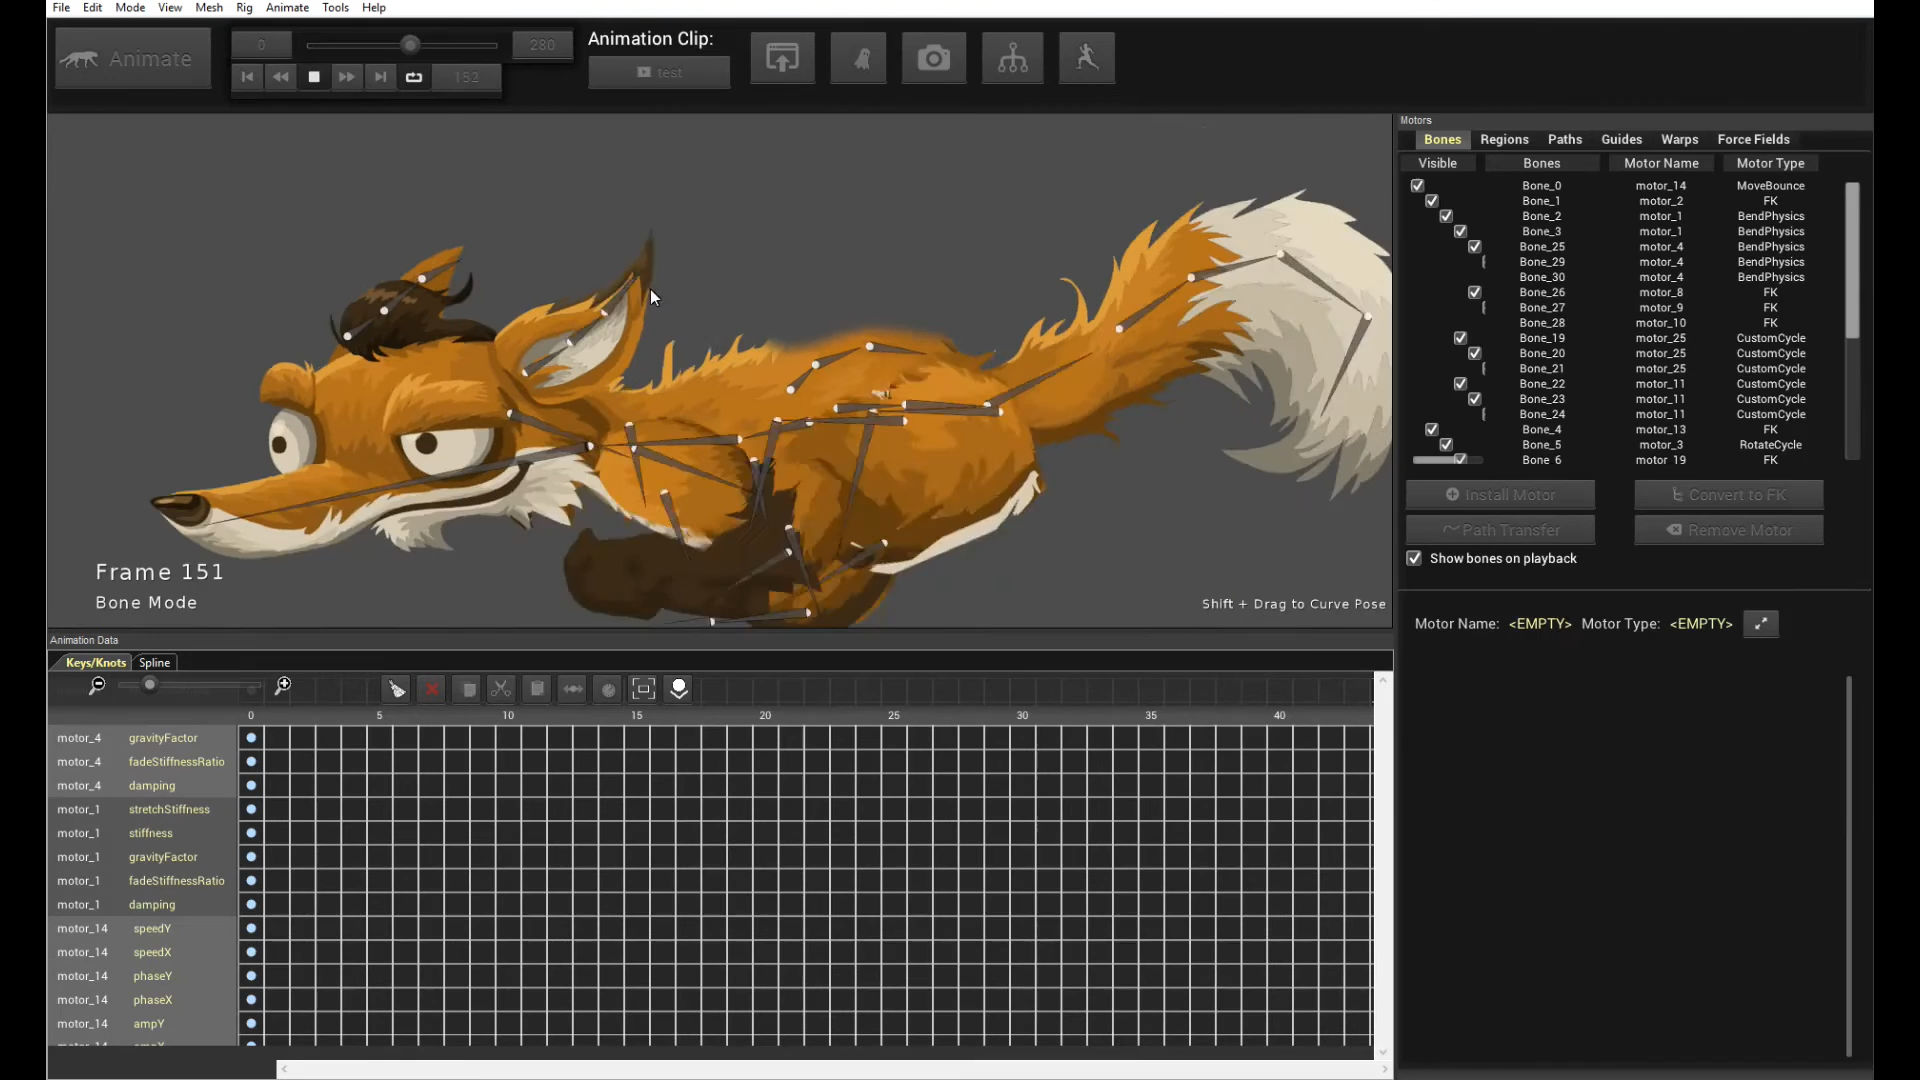 File Edit Mode View Mesh Rig Animate Tools Help
Animate
0 280
152
Animation Clip:
test
Motors
Bones Regions Paths Guides Warps Force Fields
Visible Bones Motor Name Motor Type
Bone_0 motor_14 MoveBounce
Bone_1 motor_2 FK
Bone_2 motor_1 BendPhysics
Bone_3 motor_1 BendPhysics
Bone_25 motor_4 BendPhysics
Bone_29 motor_4 BendPhysics
Bone_30 motor_4 BendPhysics
Bone_26 motor_8 FK
Bone_27 motor_9 FK
Bone_28 motor_10 FK
Bone_19 motor_25 CustomCycle
Bone_20 motor_25 CustomCycle
Bone_21 motor_25 CustomCycle
Bone_22 motor_11 CustomCycle
Bone_23 motor_11 CustomCycle
Bone_24 motor_11 CustomCycle
Bone_4 motor_13 FK
Bone_5 motor_3 RotateCycle
Bone_6 motor_19 FK
Install Motor Convert to FK
Path Transfer Remove Motor
Show bones on playback
Motor Name: <EMPTY> Motor Type: <EMPTY>
Frame 151
Bone Mode
Shift + Drag to Curve Pose
Animation Data
Keys/Knots Spline
0 5 10 15 20 25 30 35 40
motor_4 gravityFactor
motor_4 fadeStiffnessRatio
motor_4 damping
motor_1 stretchStiffness
motor_1 stiffness
motor_1 gravityFactor
motor_1 fadeStiffnessRatio
motor_1 damping
motor_14 speedY
motor_14 speedX
motor_14 phaseY
motor_14 phaseX
motor_14 ampY
motor_14 ampX